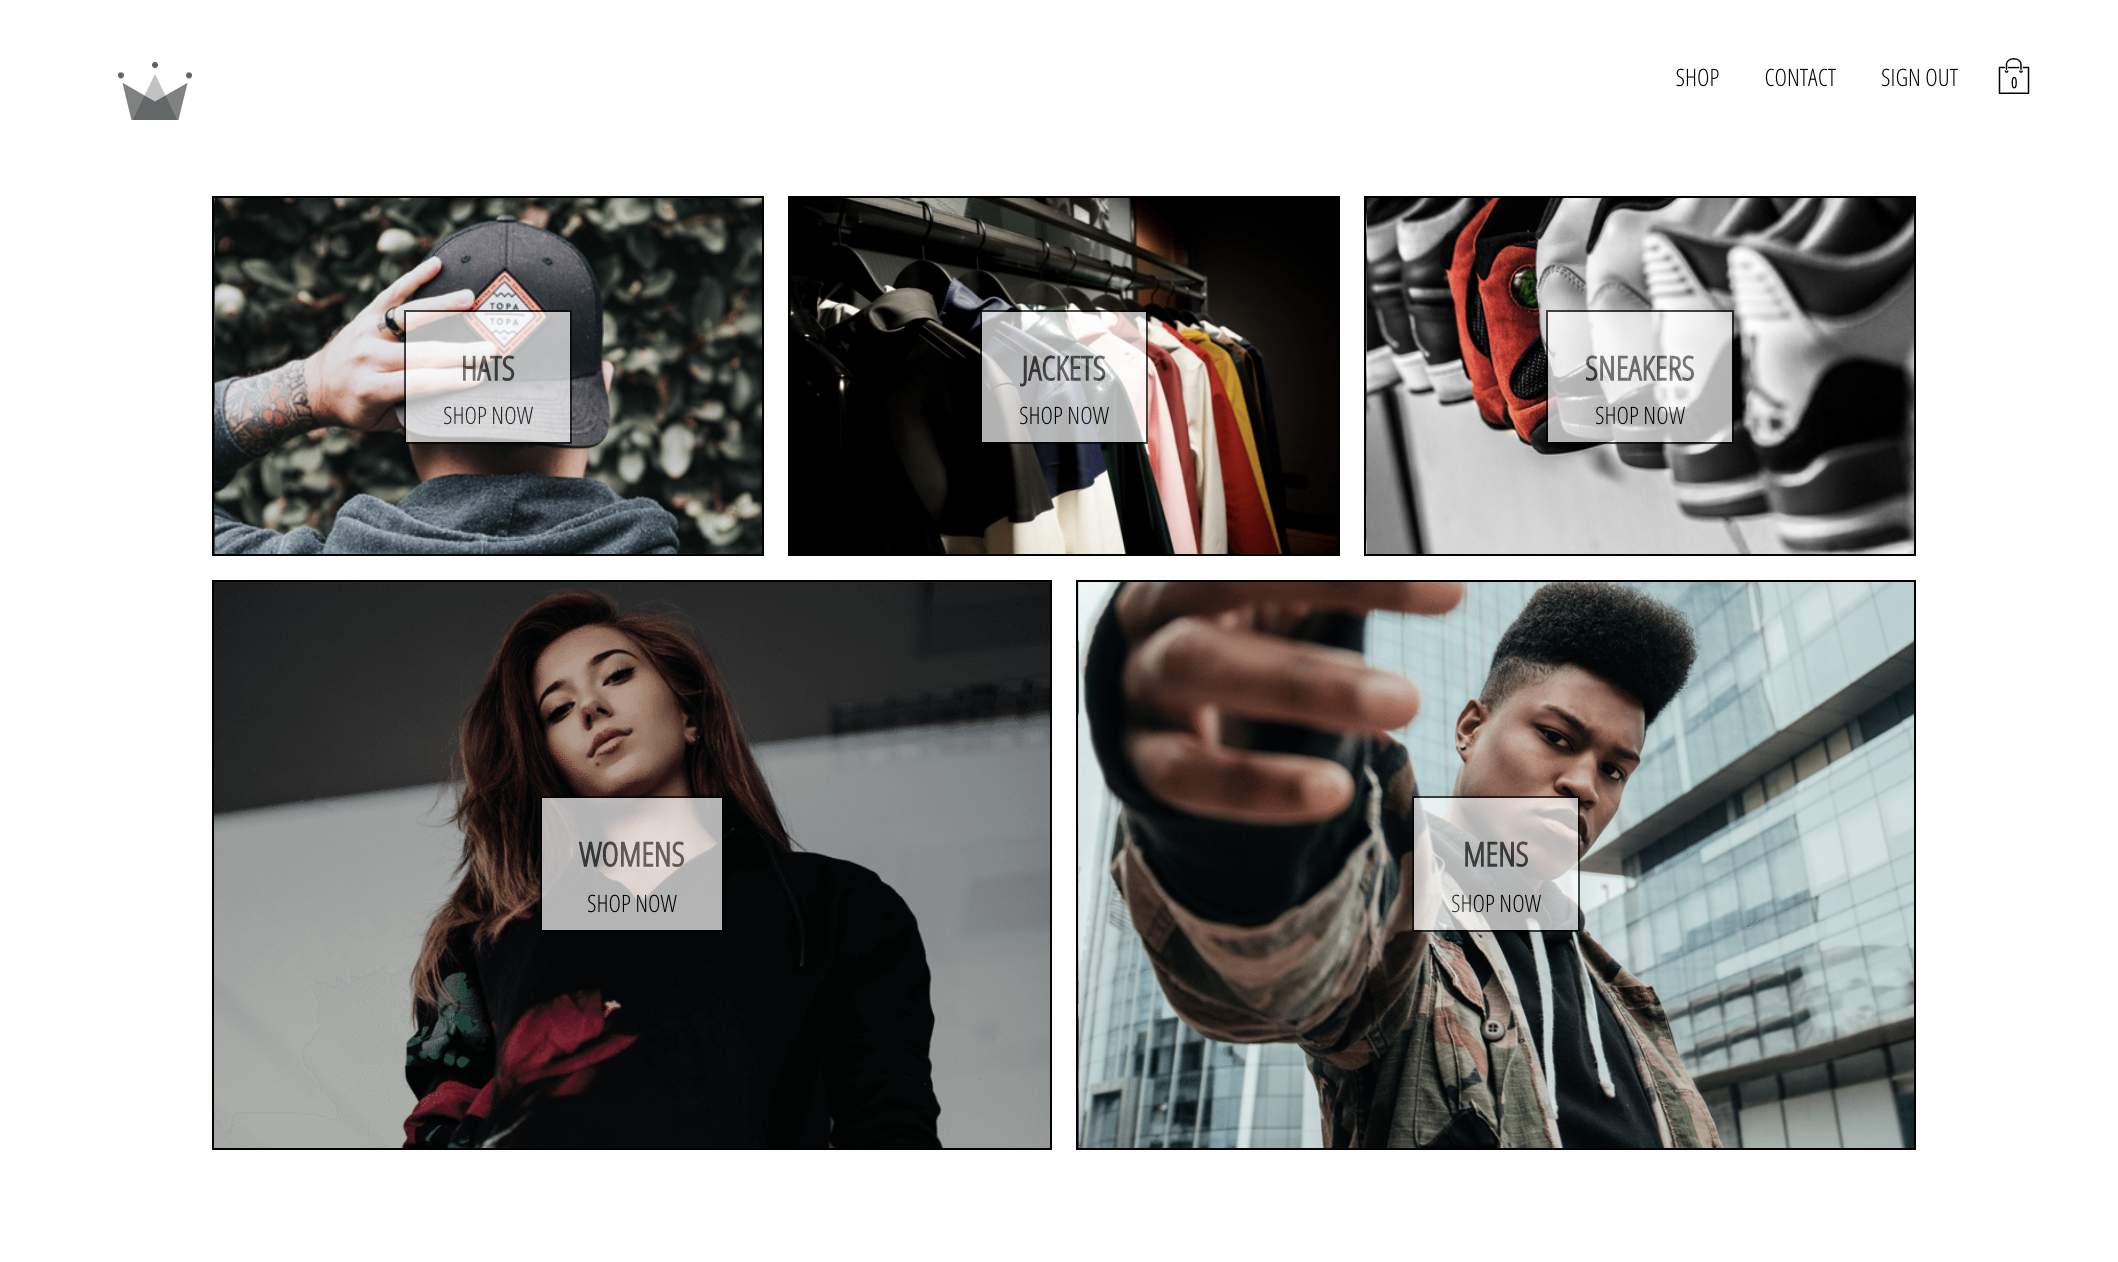 SHOP
CONTACT
SIGN OUT
0
TOPA
TOPA
HATS
SHOP NOW
JACKETS
SHOP NOW
SNEAKERS
SHOP NOW
WOMENS
SHOP NOW
MENS
SHOP NOW